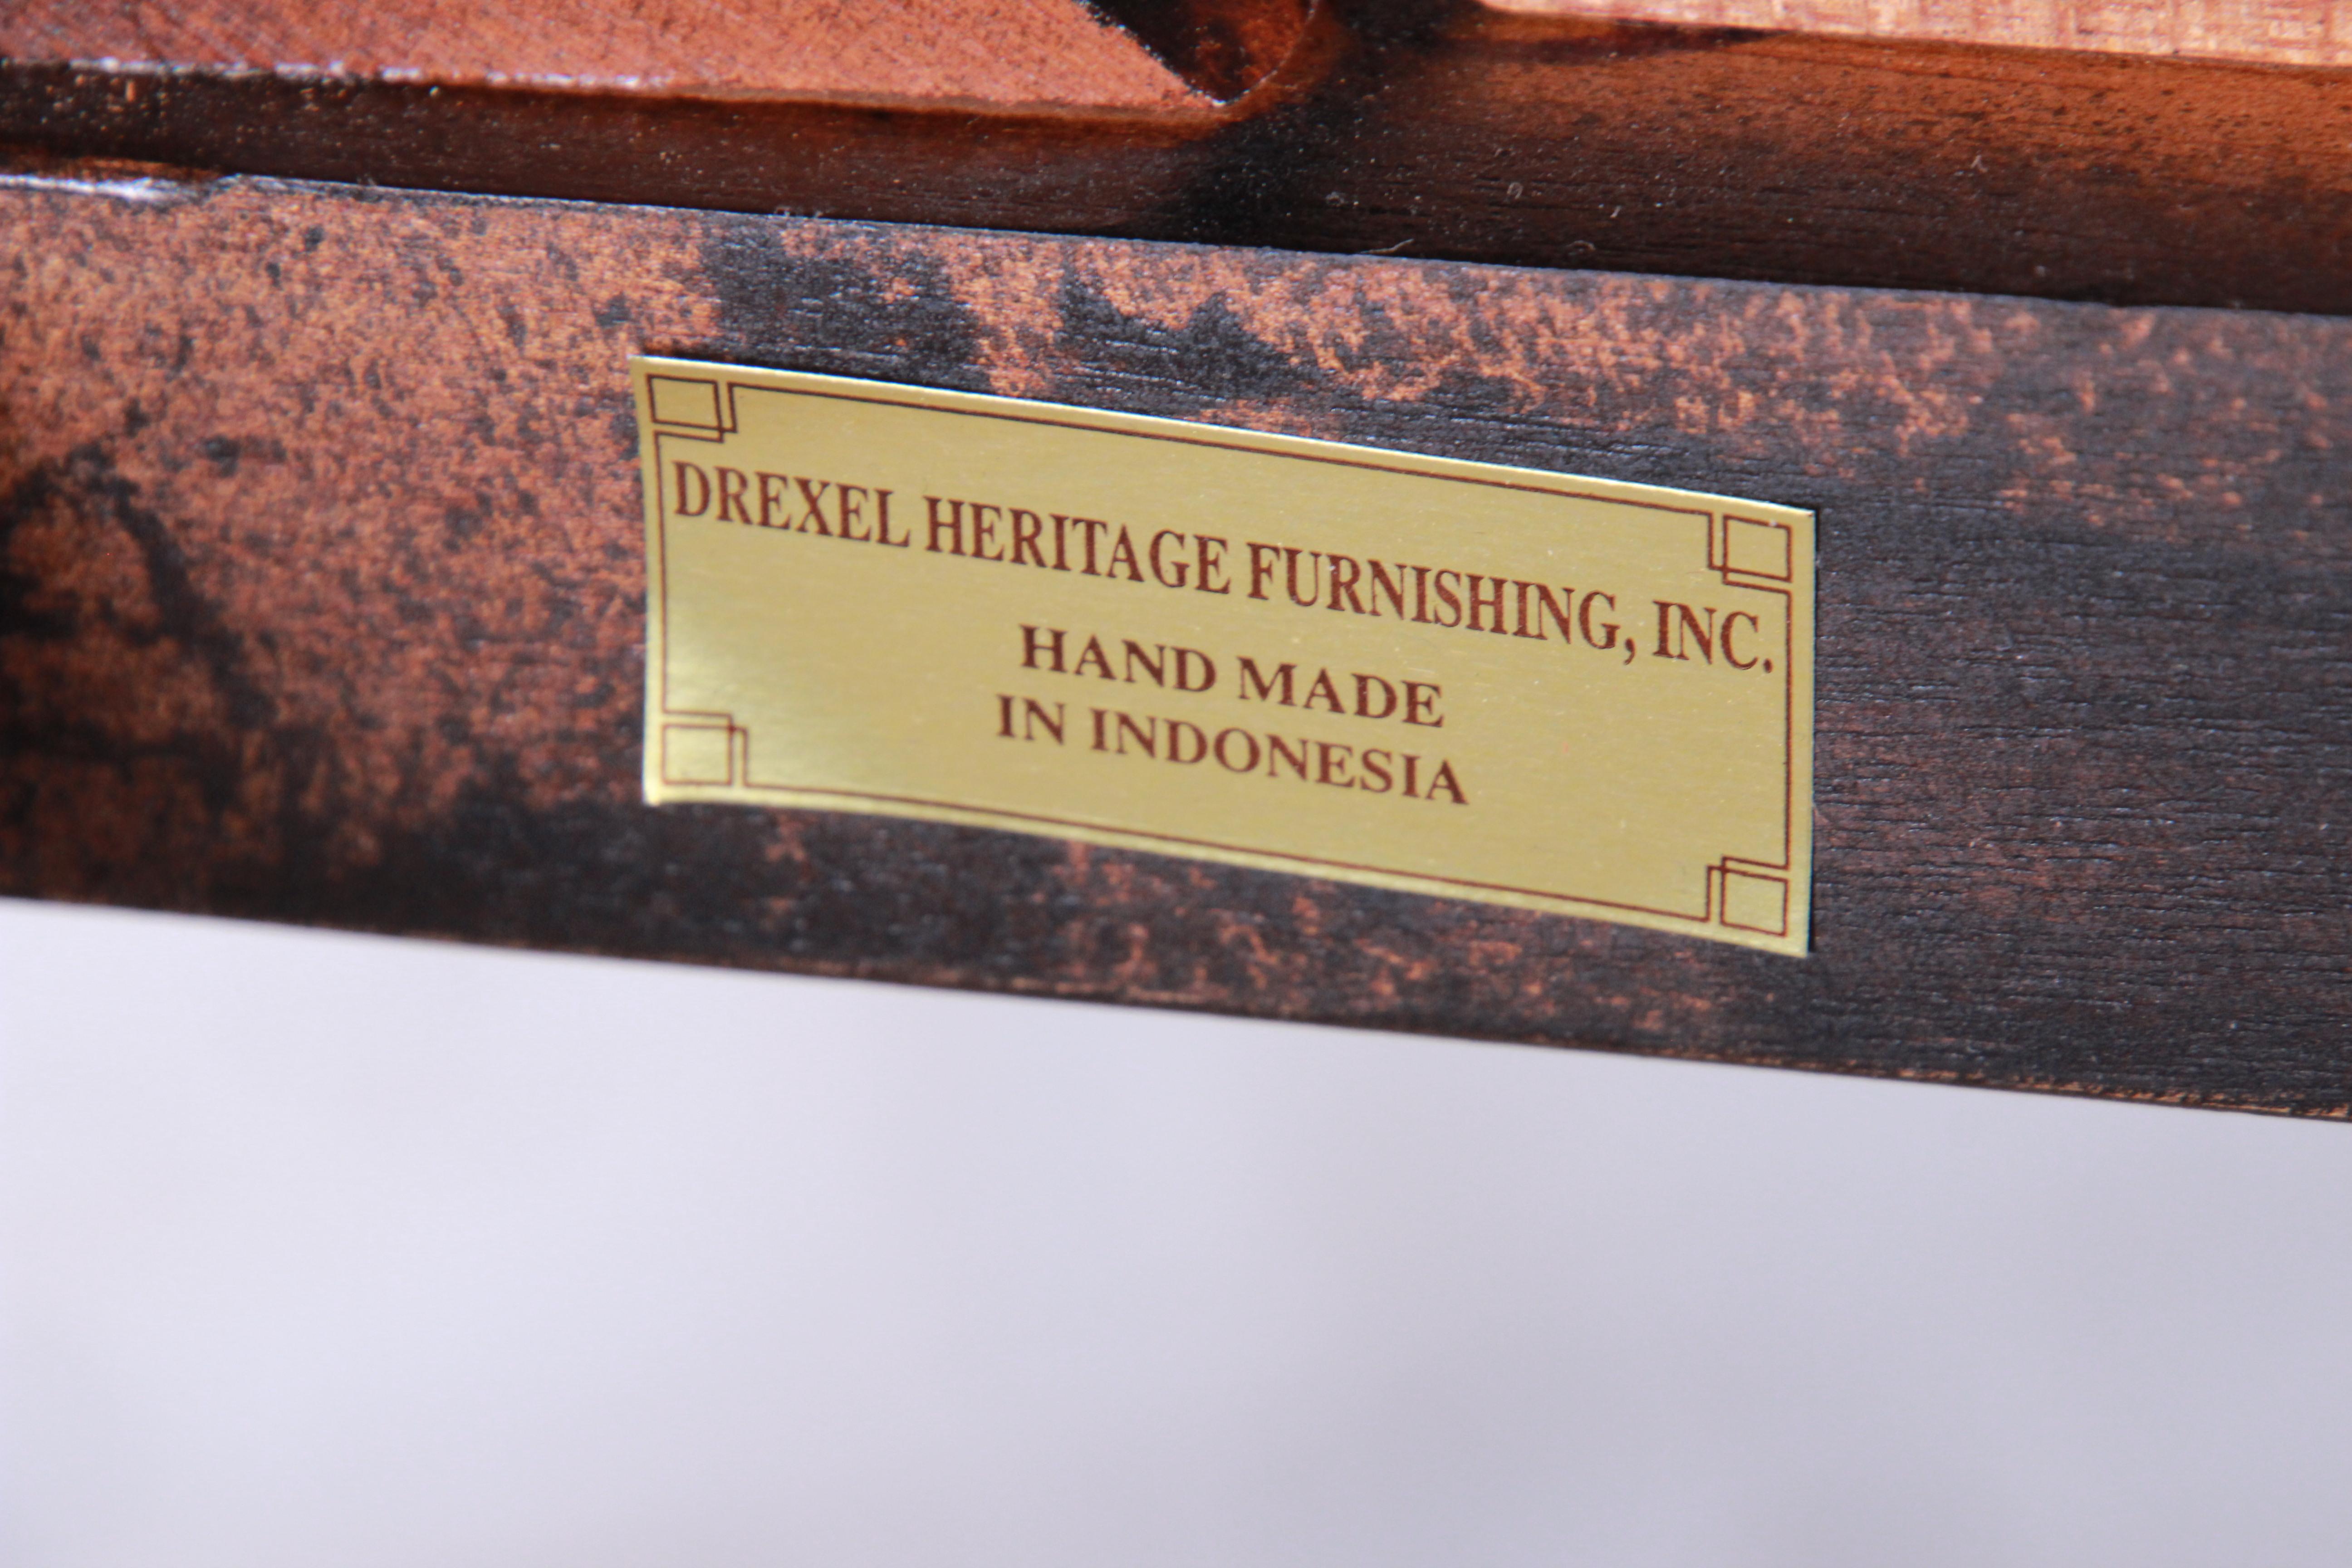 DREXEL HERITAGE FURNISHING, INC.
HAND MADE
IN INDONESIA